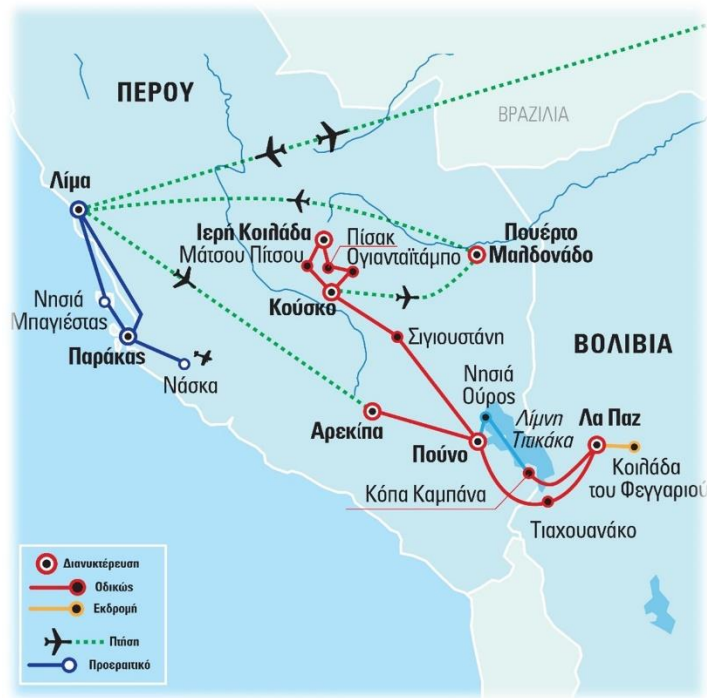 ΠΕΡΟΥ
ΒΡΑΖΙΛΙΑ
Λίμα
Ιερή Κοιλάδα
Μάτσου Πίτσου
Πίσακ
Ογιανταϊτάμπο
Πουέρτο
Μαλδονάδο
Κούσκο
Νησιά
Μπαγιέστας
Παράκας
Νάσκα
Σιγιουστάνη
ΒΟΛΙΒΙΑ
Νησιά
Ούρος
Λίμνη
Τιτικάκα
Λα Παζ
Αρεκίπα
Πούνο
Κόπα Καμπάνα
Κοιλάδα
του Φεγγαριού
Τιαχουανάκο
Διανυκτέρευση
Οδικώς
Εκδρομή
Πτήση
Προεραιτικό